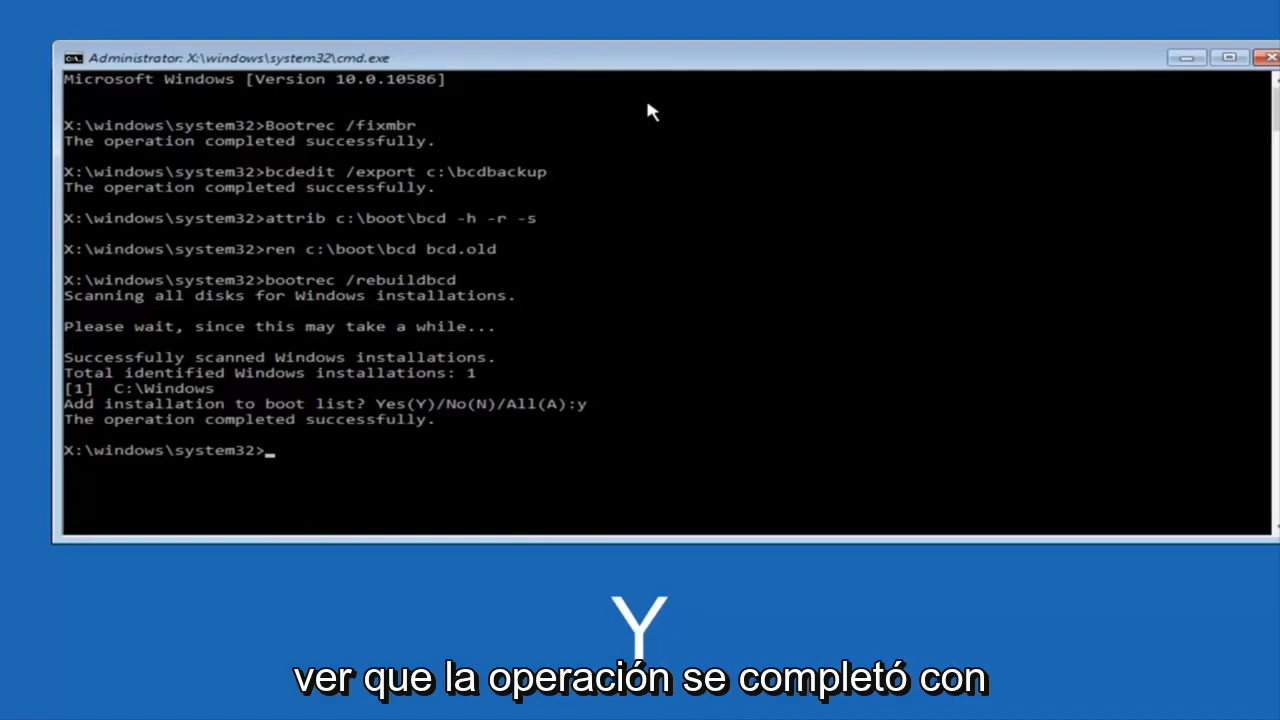 Administrator: X:\windows\system32\cmd.exe
Microsoft Windows [Version 10.0.10586]
X:\windows\system32>Bootrec /fixmbr
The operation completed successfully.
X:\windows\system32>bcdedit /export c:\bcdbackup
The operation completed successfully.
X:\windows\system32>attrib c:\boot\bcd -h -r -s
X:\windows\system32>ren c:\boot\bcd bcd.old
X:\windows\system32>bootrec /rebuildbcd
Scanning all disks for Windows installations.
Please wait, since this may take a while...
Successfully scanned Windows installations.
Total identified Windows installations: 1
[1]  C:\Windows
Add installation to boot list? Yes(Y)/No(N)/All(A):y
The operation completed successfully.
X:\windows\system32>_
Y
ver que la operación se completó con